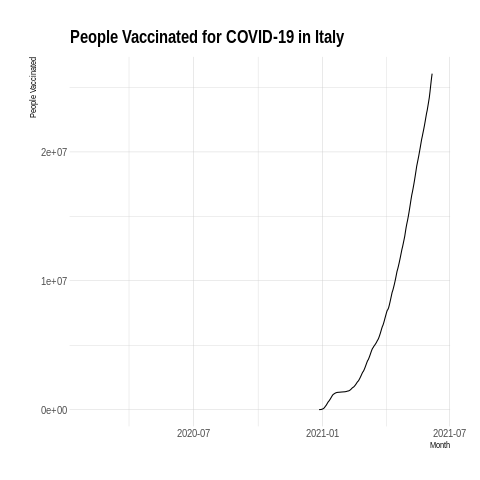 People Vaccinated for COVID-19 in Italy
People Vaccinated
2e+07
1e+07
0e+00
2020-07
2021-01
2021-07
Month